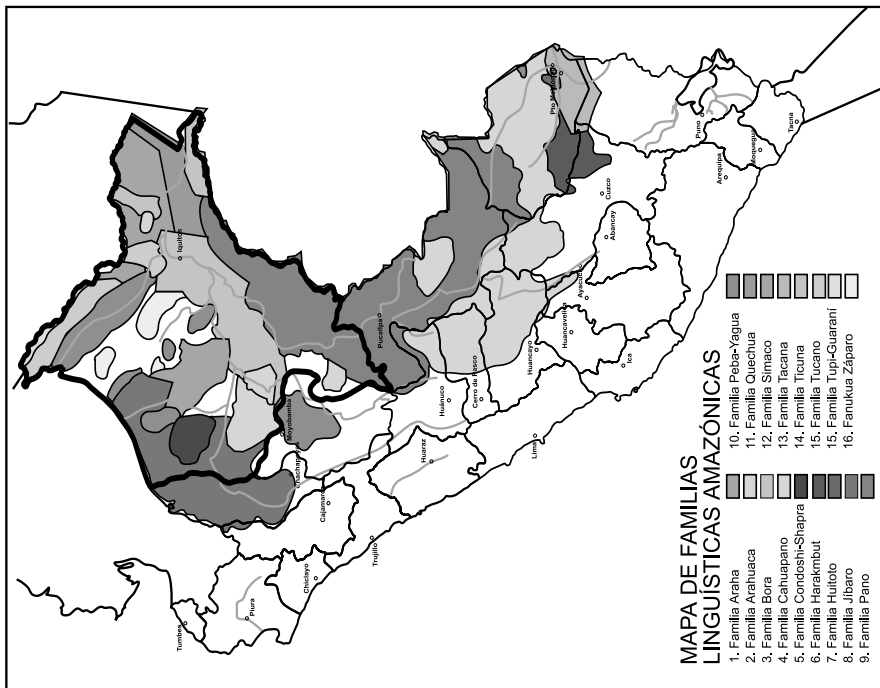 MAPA DE FAMILIAS
LINGUÍSTICAS AMAZÓNICAS
1. Familia Araha
2. Familia Arahuaca
3. Familia Bora
4. Familia Cahuapano
5. Familia Condoshi-Shapra
6. Familia Harakmbut
7. Familia Huitoto
8. Familia Jíbaro
9. Familia Pano
10. Familia Peba-Yagua
11. Familia Quechua
12. Familia Simaco
13. Familia Tacana
14. Familia Ticuna
15. Familia Tucano
15. Familia Tupi-Guaraní
16. Fanukua Záparo
Tumbes
Piura
Chiclayo
Cajamarca
Chachapoyas
Moyobamba
Iquitos
Trujillo
Huaraz
Huánuco
Cerro de Pasco
Pucallpa
Lima
Huancayo
Huancavelica
Ica
Ayacucho
Abancay
Cuzco
Pto
Arequipa
Puno
Moquegua
Tacna